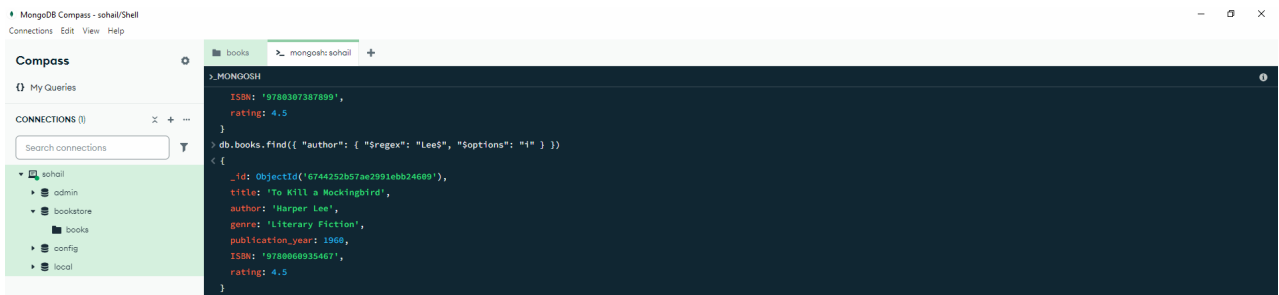 MongoDB Compass - sohail/Shell
Connections Edit View Help
Compass
{} My Queries
CONNECTIONS (1)
Search connections
sohail
admin
bookstore
books
config
local
books
>_ mongosh: sohail
>_MONGOSH
ISBN: '9780307387899',
rating: 4.5
}
> db.books.find({ "author": { "$regex": "Lee$", "$options": "i" } })
< {
_id: ObjectId('6744252b57ae2991ebb24609'),
title: 'To Kill a Mockingbird',
author: 'Harper Lee',
genre: 'Literary Fiction',
publication_year: 1960,
ISBN: '9780060935467',
rating: 4.5
}